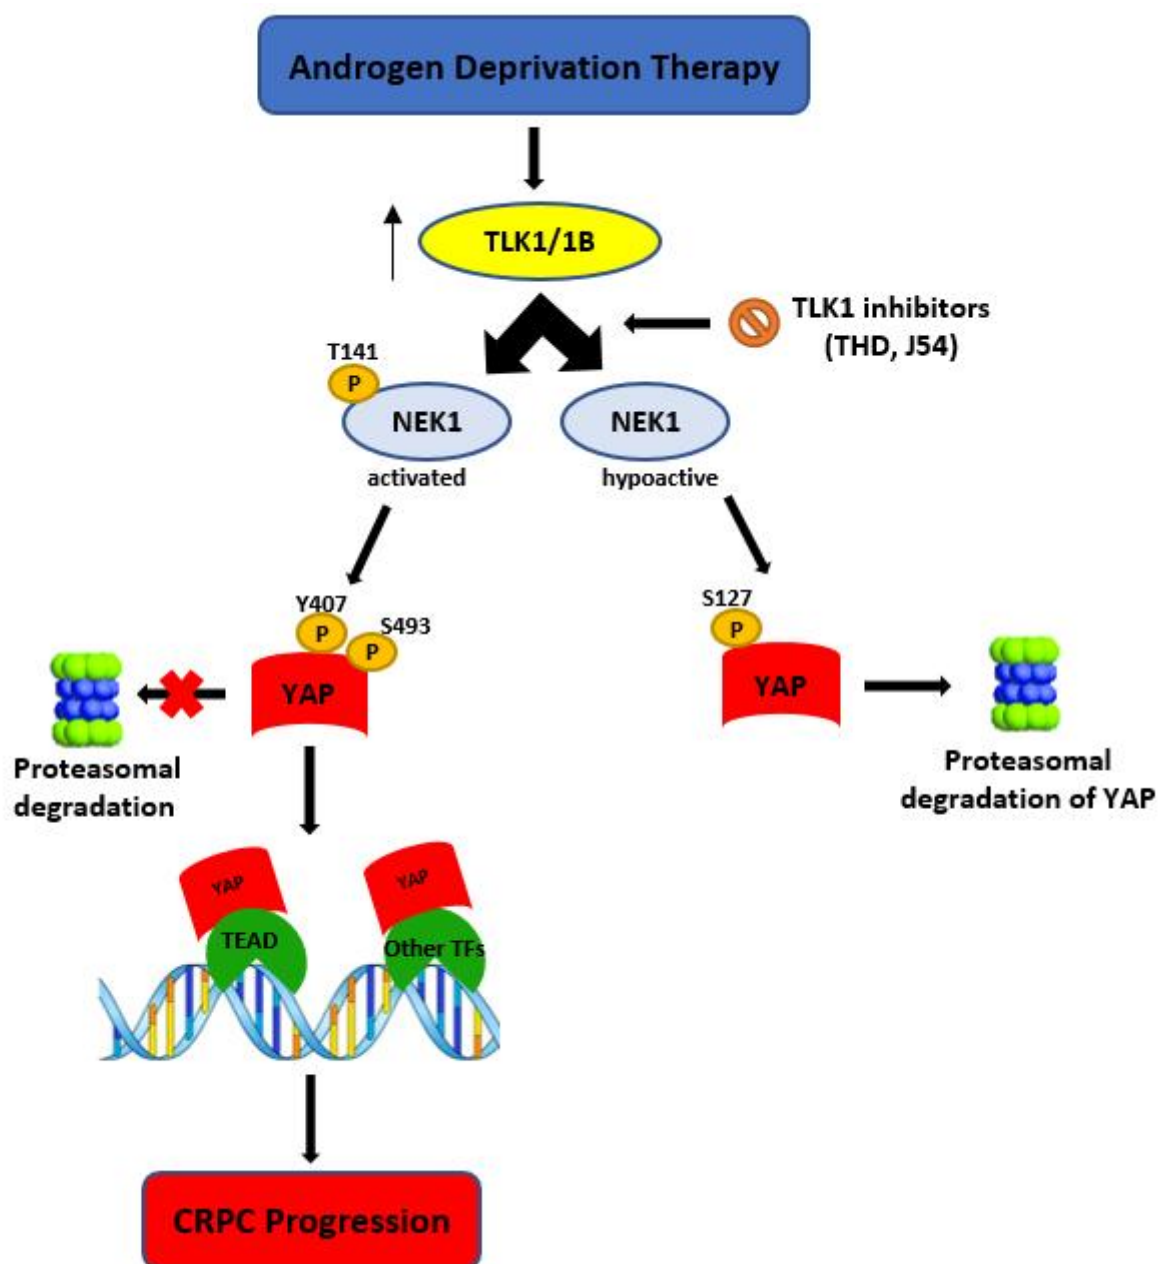 Androgen Deprivation Therapy
TLK1/1B
TLK1 inhibitors
(THD, J54)
T141
P
NEK1
NEK1
activated
hypoactive
Y407
P
S493
P
YAP
S127
P
YAP
Proteasomal
degradation
Proteasomal
degradation of YAP
YAP
YAP
TEAD
Other TFs
CRPC Progression